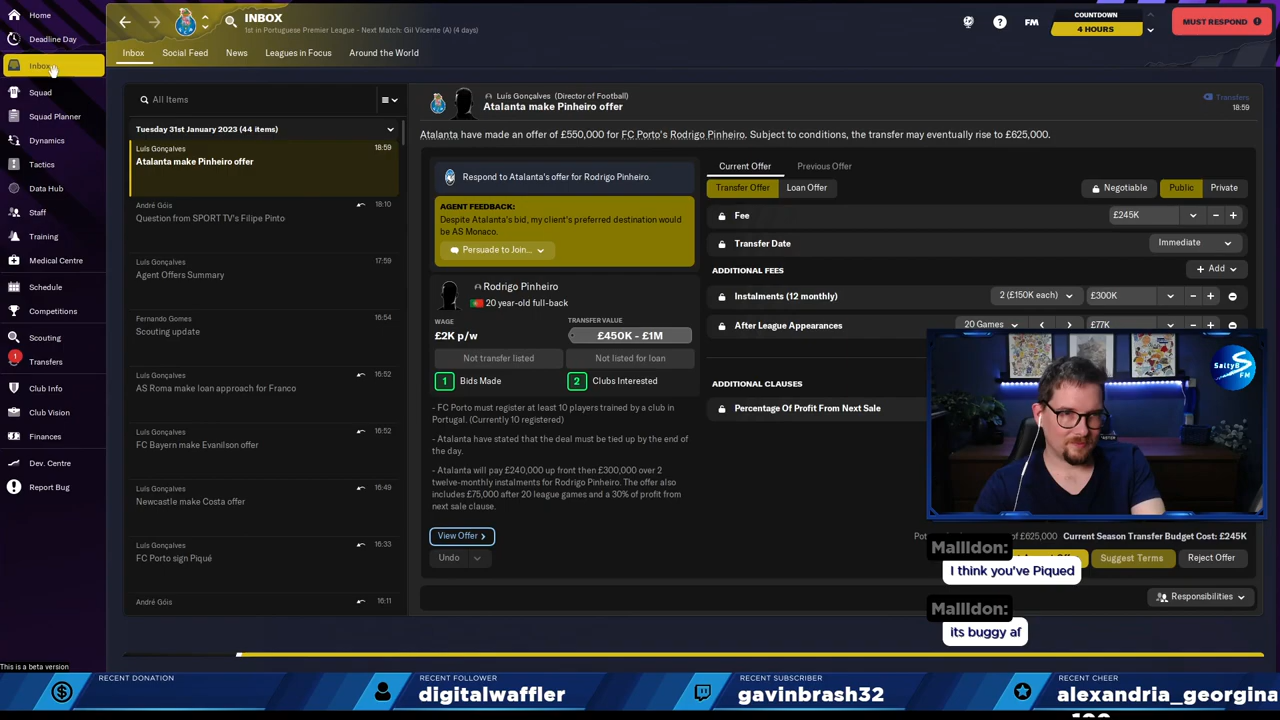 Home
Deadline Day
Inbox
Squad
Squad Planner
Dynamics
Tactics
Data Hub
Staff
Training
Medical Centre
Schedule
Competitions
Scouting
Transfers
Club Info
Club Vision
Finances
Dev. Centre
Report Bug
This is a beta version
INBOX
1st in Portuguese Premier League - Next Match: Gil Vicente (A) (4 days)
FM
COUNTDOWN
4 HOURS
MUST RESPOND
Inbox
Social Feed
News
Leagues in Focus
Around the World
All Items
Tuesday 31st January 2023 (44 items)
Luís Gonçalves 18:59
Atalanta make Pinheiro offer
André Góis 18:10
Question from SPORT TV's Filipe Pinto
Luís Gonçalves 17:59
Agent Offers Summary
Fernando Gomes 16:54
Scouting update
Luís Gonçalves 16:52
AS Roma make loan approach for Franco
Luís Gonçalves 16:52
FC Bayern make Evanilson offer
Luís Gonçalves 16:49
Newcastle make Costa offer
Luís Gonçalves 16:33
FC Porto sign Piqué
André Góis 16:11
Luís Gonçalves (Director of Football)
Atalanta make Pinheiro offer
Transfers
18:59
Atalanta have made an offer of £550,000 for FC Porto's Rodrigo Pinheiro. Subject to conditions, the transfer may eventually rise to £625,000.
Respond to Atalanta's offer for Rodrigo Pinheiro.
AGENT FEEDBACK:
Despite Atalanta's bid, my client's preferred destination would
be AS Monaco.
Persuade to Join...
Rodrigo Pinheiro
20 year-old full-back
WAGE
£2K p/w
TRANSFER VALUE
£450K - £1M
Not transfer listed
Not listed for loan
1 Bids Made
2 Clubs Interested
- FC Porto must register at least 10 players trained by a club in
Portugal. (Currently 10 registered)
- Atalanta have stated that the deal must be tied up by the end of
the day.
- Atalanta will pay £240,000 up front then £300,000 over 2
twelve-monthly instalments for Rodrigo Pinheiro. The offer also
includes £75,000 after 20 league games and a 30% of profit from
next sale clause.
View Offer
Undo
Current Offer
Previous Offer
Transfer Offer
Loan Offer
Negotiable
Public
Private
Fee £245K
Transfer Date Immediate
ADDITIONAL FEES
Add
Instalments (12 monthly) 2 (£150K each) £300K
After League Appearances 20 Games £77K
ADDITIONAL CLAUSES
Percentage Of Profit From Next Sale
of £625,000 Current Season Transfer Budget Cost: £245K
Suggest Terms
Reject Offer
Responsibilities
SaltyB
FM
Mallldon:
I think you've Piqued
Mallldon:
its buggy af
RECENT DONATION
RECENT FOLLOWER
digitalwaffler
RECENT SUBSCRIBER
gavinbrash32
RECENT CHEER
alexandria_georgina